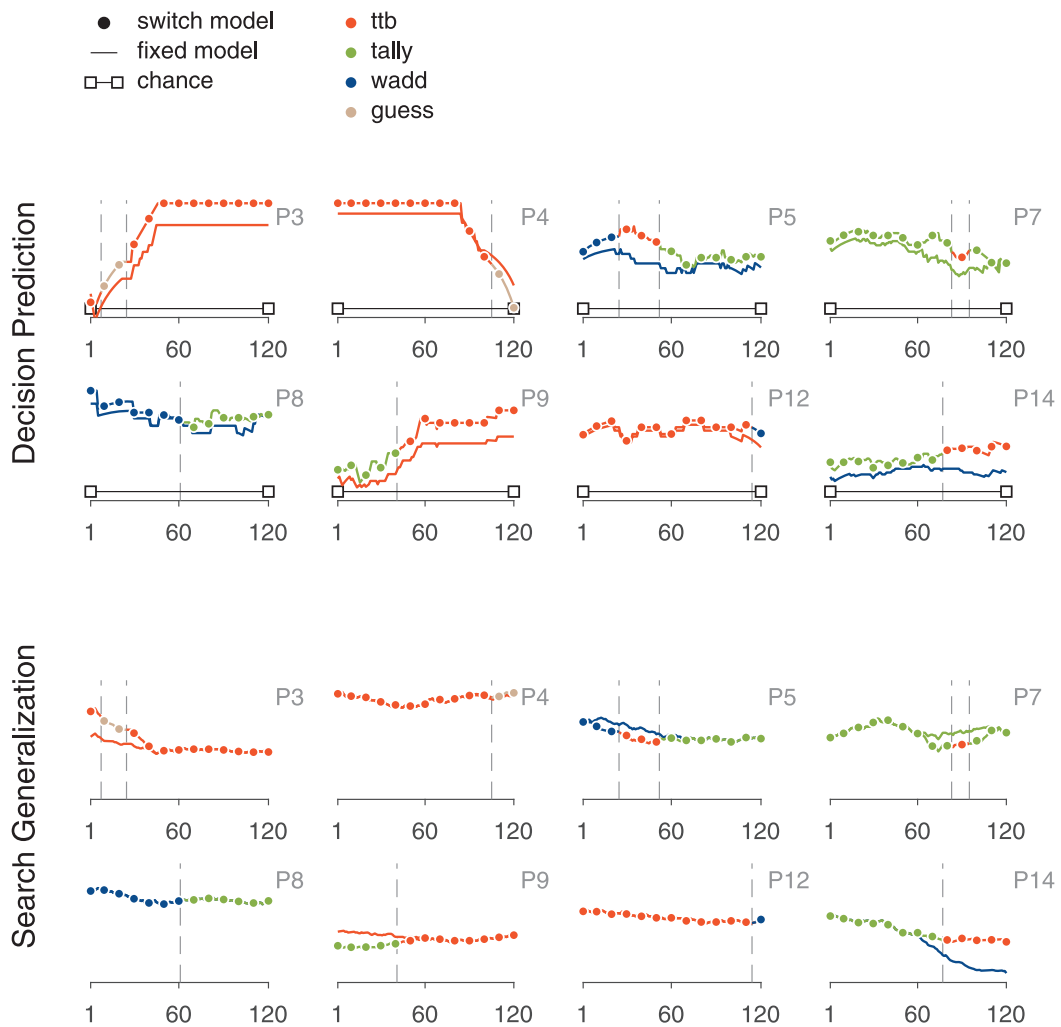 switch model
fixed model
chance
ttb
tally
wadd
guess
Decision Prediction
P3
P4
P5
P7
1 60 120
1 60 120
1 60 120
1 60 120
P8
P9
P12
P14
1 60 120
1 60 120
1 60 120
1 60 120
Search Generalization
P3
P4
P5
P7
1 60 120
1 60 120
1 60 120
1 60 120
P8
P9
P12
P14
1 60 120
1 60 120
1 60 120
1 60 120